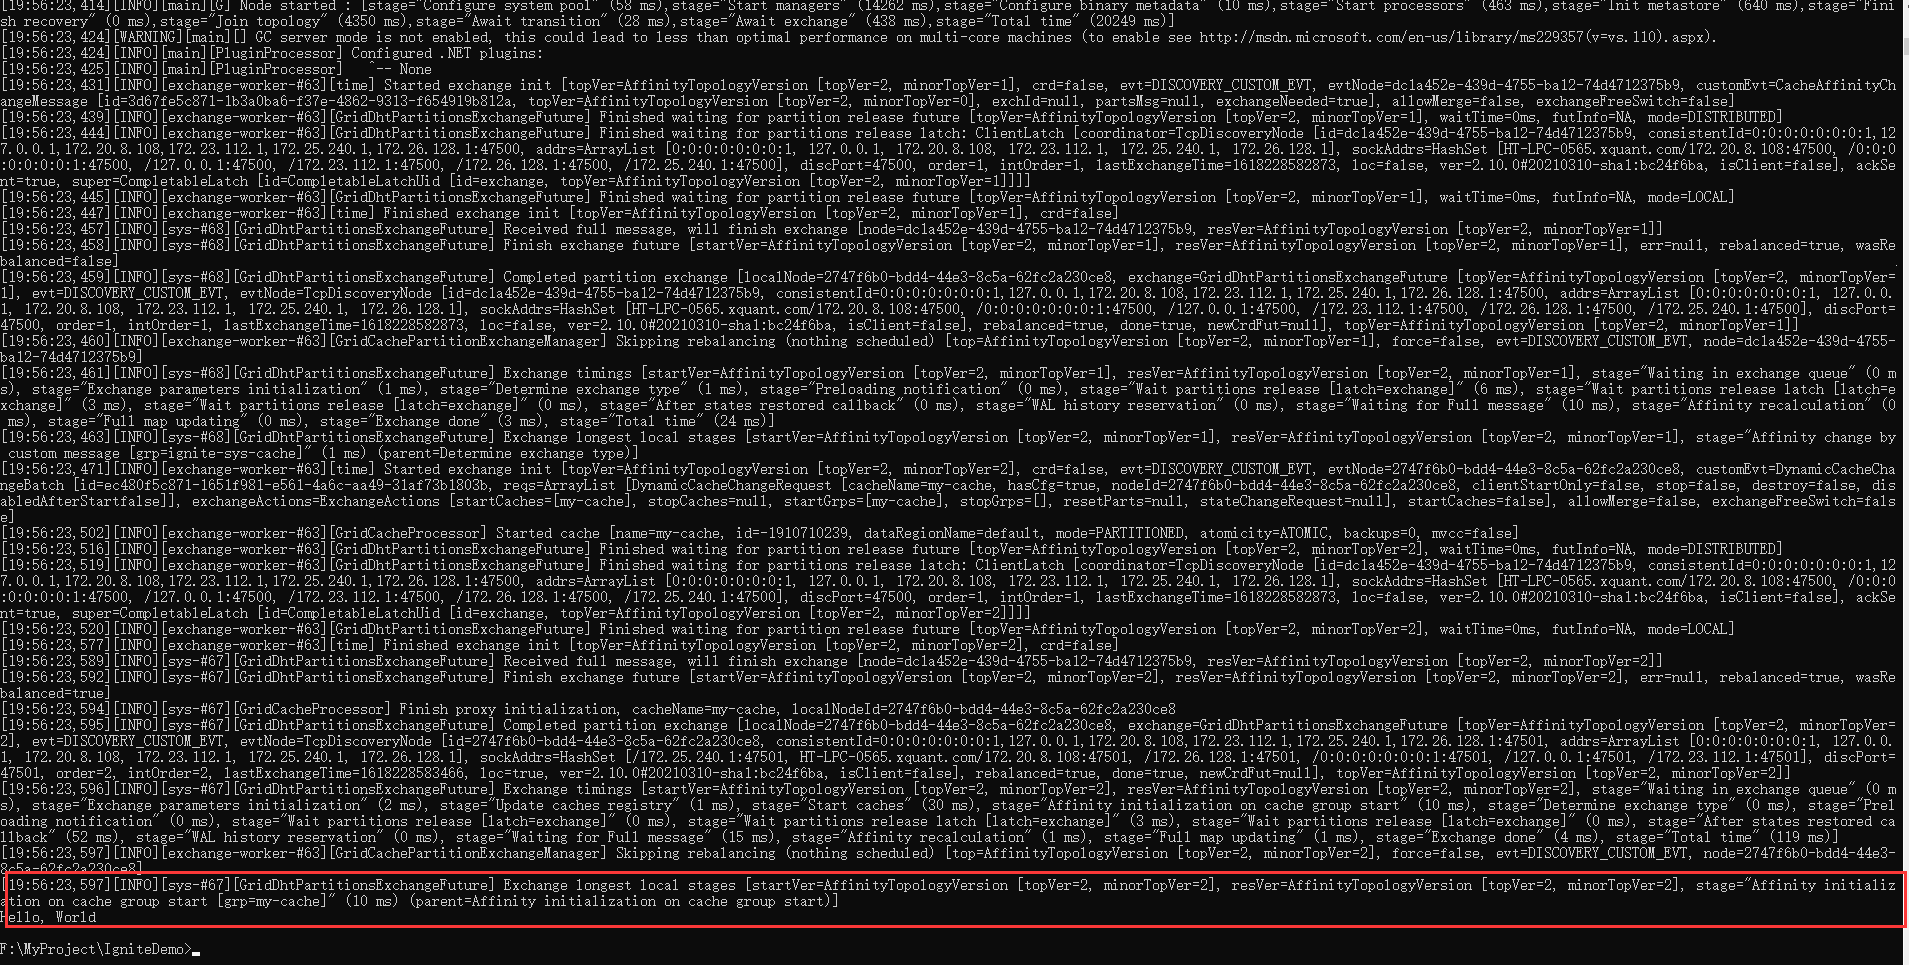 [19:56:23,414][INFO][main][G] Node started : [stage="Configure system pool" (58 ms),stage="Start managers" (14262 ms),stage="Configure binary metadata" (10 ms),stage="Start processors" (463 ms),stage="Init metastore" (640 ms),stage="Fini
sh recovery" (0 ms),stage="Join topology" (4350 ms),stage="Await transition" (28 ms),stage="Await exchange" (438 ms),stage="Total time" (20249 ms)]
[19:56:23,424][WARNING][main][] GC server mode is not enabled, this could lead to less than optimal performance on multi-core machines (to enable see http://msdn.microsoft.com/en-us/library/ms229357(v=vs.110).aspx).
[19:56:23,424][INFO][main][PluginProcessor] Configured .NET plugins:
[19:56:23,425][INFO][main][PluginProcessor]   ^-- None
[19:56:23,431][INFO][exchange-worker-#63][time] Started exchange init [topVer=AffinityTopologyVersion [topVer=2, minorTopVer=1], crd=false, evt=DISCOVERY_CUSTOM_EVT, evtNode=dc1a452e-439d-4755-ba12-74d4712375b9, customEvt=CacheAffinityCh
angeMessage [id=3d67fe5c871-1b3a0ba6-f37e-4862-9313-f654919b812a, topVer=AffinityTopologyVersion [topVer=2, minorTopVer=0], exchId=null, partsMsg=null, exchangeNeeded=true], allowMerge=false, exchangeFreeSwitch=false]
[19:56:23,439][INFO][exchange-worker-#63][GridDhtPartitionsExchangeFuture] Finished waiting for partition release future [topVer=AffinityTopologyVersion [topVer=2, minorTopVer=1], waitTime=0ms, futInfo=NA, mode=DISTRIBUTED]
[19:56:23,444][INFO][exchange-worker-#63][GridDhtPartitionsExchangeFuture] Finished waiting for partitions release latch: ClientLatch [coordinator=TcpDiscoveryNode [id=dc1a452e-439d-4755-ba12-74d4712375b9, consistentId=0:0:0:0:0:0:0:1,12
7.0.0.1,172.20.8.108,172.23.112.1,172.25.240.1,172.26.128.1:47500, addrs=ArrayList [0:0:0:0:0:0:0:1, 127.0.0.1, 172.20.8.108, 172.23.112.1, 172.25.240.1, 172.26.128.1], sockAddrs=HashSet [HT-LPC-0565.xquant.com/172.20.8.108:47500, /0:0:0
:0:0:0:0:1:47500, /127.0.0.1:47500, /172.23.112.1:47500, /172.26.128.1:47500, /172.25.240.1:47500], discPort=47500, order=1, intOrder=1, lastExchangeTime=1618228582873, loc=false, ver=2.10.0#20210310-sha1:bc24f6ba, isClient=false], ackSe
nt=true, super=CompletableLatch [id=CompletableLatchUid [id=exchange, topVer=AffinityTopologyVersion [topVer=2, minorTopVer=1]]]]
[19:56:23,445][INFO][exchange-worker-#63][GridDhtPartitionsExchangeFuture] Finished waiting for partition release future [topVer=AffinityTopologyVersion [topVer=2, minorTopVer=1], waitTime=0ms, futInfo=NA, mode=LOCAL]
[19:56:23,447][INFO][exchange-worker-#63][time] Finished exchange init [topVer=AffinityTopologyVersion [topVer=2, minorTopVer=1], crd=false]
[19:56:23,457][INFO][sys-#68][GridDhtPartitionsExchangeFuture] Received full message, will finish exchange [node=dc1a452e-439d-4755-ba12-74d4712375b9, resVer=AffinityTopologyVersion [topVer=2, minorTopVer=1]]
[19:56:23,458][INFO][sys-#68][GridDhtPartitionsExchangeFuture] Finish exchange future [startVer=AffinityTopologyVersion [topVer=2, minorTopVer=1], resVer=AffinityTopologyVersion [topVer=2, minorTopVer=1], err=null, rebalanced=true, wasRe
balanced=false]
[19:56:23,459][INFO][sys-#68][GridDhtPartitionsExchangeFuture] Completed partition exchange [localNode=2747f6b0-bdd4-44e3-8c5a-62fc2a230ce8, exchange=GridDhtPartitionsExchangeFuture [topVer=AffinityTopologyVersion [topVer=2, minorTopVer=
1], evt=DISCOVERY_CUSTOM_EVT, evtNode=TcpDiscoveryNode [id=dc1a452e-439d-4755-ba12-74d4712375b9, consistentId=0:0:0:0:0:0:0:1,127.0.0.1,172.20.8.108,172.23.112.1,172.25.240.1,172.26.128.1:47500, addrs=ArrayList [0:0:0:0:0:0:0:1, 127.0.0.
1, 172.20.8.108, 172.23.112.1, 172.25.240.1, 172.26.128.1], sockAddrs=HashSet [HT-LPC-0565.xquant.com/172.20.8.108:47500, /0:0:0:0:0:0:0:1:47500, /127.0.0.1:47500, /172.23.112.1:47500, /172.26.128.1:47500, /172.25.240.1:47500], discPort=
47500, order=1, intOrder=1, lastExchangeTime=1618228582873, loc=false, ver=2.10.0#20210310-sha1:bc24f6ba, isClient=false], rebalanced=true, done=true, newCrdFut=null], topVer=AffinityTopologyVersion [topVer=2, minorTopVer=1]]
[19:56:23,460][INFO][exchange-worker-#63][GridCachePartitionExchangeManager] Skipping rebalancing (nothing scheduled) [top=AffinityTopologyVersion [topVer=2, minorTopVer=1], force=false, evt=DISCOVERY_CUSTOM_EVT, node=dc1a452e-439d-4755-
ba12-74d4712375b9]
[19:56:23,461][INFO][sys-#68][GridDhtPartitionsExchangeFuture] Exchange timings [startVer=AffinityTopologyVersion [topVer=2, minorTopVer=1], resVer=AffinityTopologyVersion [topVer=2, minorTopVer=1], stage="Waiting in exchange queue" (0 m
s), stage="Exchange parameters initialization" (1 ms), stage="Determine exchange type" (1 ms), stage="Preloading notification" (0 ms), stage="Wait partitions release [latch=exchange]" (6 ms), stage="Wait partitions release latch [latch=e
xchange]" (3 ms), stage="Wait partitions release [latch=exchange]" (0 ms), stage="After states restored callback" (0 ms), stage="WAL history reservation" (0 ms), stage="Waiting for Full message" (10 ms), stage="Affinity recalculation" (0
 ms), stage="Full map updating" (0 ms), stage="Exchange done" (3 ms), stage="Total time" (24 ms)]
[19:56:23,463][INFO][sys-#68][GridDhtPartitionsExchangeFuture] Exchange longest local stages [startVer=AffinityTopologyVersion [topVer=2, minorTopVer=1], resVer=AffinityTopologyVersion [topVer=2, minorTopVer=1], stage="Affinity change by
 custom message [grp=ignite-sys-cache]" (1 ms) (parent=Determine exchange type)]
[19:56:23,471][INFO][exchange-worker-#63][time] Started exchange init [topVer=AffinityTopologyVersion [topVer=2, minorTopVer=2], crd=false, evt=DISCOVERY_CUSTOM_EVT, evtNode=2747f6b0-bdd4-44e3-8c5a-62fc2a230ce8, customEvt=DynamicCacheCha
ngeBatch [id=ec480f5c871-1651f981-e561-4a6c-aa49-31af73b1803b, reqs=ArrayList [DynamicCacheChangeRequest [cacheName=my-cache, hasCfg=true, nodeId=2747f6b0-bdd4-44e3-8c5a-62fc2a230ce8, clientStartOnly=false, stop=false, destroy=false, dis
abledAfterStartfalse]], exchangeActions=ExchangeActions [startCaches=[my-cache], stopCaches=null, startGrps=[my-cache], stopGrps=[], resetParts=null, stateChangeRequest=null], startCaches=false], allowMerge=false, exchangeFreeSwitch=fals
e]
[19:56:23,502][INFO][exchange-worker-#63][GridCacheProcessor] Started cache [name=my-cache, id=-1910710239, dataRegionName=default, mode=PARTITIONED, atomicity=ATOMIC, backups=0, mvcc=false]
[19:56:23,516][INFO][exchange-worker-#63][GridDhtPartitionsExchangeFuture] Finished waiting for partition release future [topVer=AffinityTopologyVersion [topVer=2, minorTopVer=2], waitTime=0ms, futInfo=NA, mode=DISTRIBUTED]
[19:56:23,519][INFO][exchange-worker-#63][GridDhtPartitionsExchangeFuture] Finished waiting for partitions release latch: ClientLatch [coordinator=TcpDiscoveryNode [id=dc1a452e-439d-4755-ba12-74d4712375b9, consistentId=0:0:0:0:0:0:0:1,12
7.0.0.1,172.20.8.108,172.23.112.1,172.25.240.1,172.26.128.1:47500, addrs=ArrayList [0:0:0:0:0:0:0:1, 127.0.0.1, 172.20.8.108, 172.23.112.1, 172.25.240.1, 172.26.128.1], sockAddrs=HashSet [HT-LPC-0565.xquant.com/172.20.8.108:47500, /0:0:0
:0:0:0:0:1:47500, /127.0.0.1:47500, /172.23.112.1:47500, /172.26.128.1:47500, /172.25.240.1:47500], discPort=47500, order=1, intOrder=1, lastExchangeTime=1618228582873, loc=false, ver=2.10.0#20210310-sha1:bc24f6ba, isClient=false], ackSe
nt=true, super=CompletableLatch [id=CompletableLatchUid [id=exchange, topVer=AffinityTopologyVersion [topVer=2, minorTopVer=2]]]]
[19:56:23,520][INFO][exchange-worker-#63][GridDhtPartitionsExchangeFuture] Finished waiting for partition release future [topVer=AffinityTopologyVersion [topVer=2, minorTopVer=2], waitTime=0ms, futInfo=NA, mode=LOCAL]
[19:56:23,577][INFO][exchange-worker-#63][time] Finished exchange init [topVer=AffinityTopologyVersion [topVer=2, minorTopVer=2], crd=false]
[19:56:23,589][INFO][sys-#67][GridDhtPartitionsExchangeFuture] Received full message, will finish exchange [node=dc1a452e-439d-4755-ba12-74d4712375b9, resVer=AffinityTopologyVersion [topVer=2, minorTopVer=2]]
[19:56:23,592][INFO][sys-#67][GridDhtPartitionsExchangeFuture] Finish exchange future [startVer=AffinityTopologyVersion [topVer=2, minorTopVer=2], resVer=AffinityTopologyVersion [topVer=2, minorTopVer=2], err=null, rebalanced=true, wasRe
balanced=true]
[19:56:23,594][INFO][sys-#67][GridCacheProcessor] Finish proxy initialization, cacheName=my-cache, localNodeId=2747f6b0-bdd4-44e3-8c5a-62fc2a230ce8
[19:56:23,595][INFO][sys-#67][GridDhtPartitionsExchangeFuture] Completed partition exchange [localNode=2747f6b0-bdd4-44e3-8c5a-62fc2a230ce8, exchange=GridDhtPartitionsExchangeFuture [topVer=AffinityTopologyVersion [topVer=2, minorTopVer=
2], evt=DISCOVERY_CUSTOM_EVT, evtNode=TcpDiscoveryNode [id=2747f6b0-bdd4-44e3-8c5a-62fc2a230ce8, consistentId=0:0:0:0:0:0:0:1,127.0.0.1,172.20.8.108,172.23.112.1,172.25.240.1,172.26.128.1:47501, addrs=ArrayList [0:0:0:0:0:0:0:1, 127.0.0.
1, 172.20.8.108, 172.23.112.1, 172.25.240.1, 172.26.128.1], sockAddrs=HashSet [/172.25.240.1:47501, HT-LPC-0565.xquant.com/172.20.8.108:47501, /172.26.128.1:47501, /0:0:0:0:0:0:0:1:47501, /127.0.0.1:47501, /172.23.112.1:47501], discPort=
47501, order=2, intOrder=2, lastExchangeTime=1618228583466, loc=true, ver=2.10.0#20210310-sha1:bc24f6ba, isClient=false], rebalanced=true, done=true, newCrdFut=null], topVer=AffinityTopologyVersion [topVer=2, minorTopVer=2]]
[19:56:23,596][INFO][sys-#67][GridDhtPartitionsExchangeFuture] Exchange timings [startVer=AffinityTopologyVersion [topVer=2, minorTopVer=2], resVer=AffinityTopologyVersion [topVer=2, minorTopVer=2], stage="Waiting in exchange queue" (0 m
s), stage="Exchange parameters initialization" (2 ms), stage="Update caches registry" (1 ms), stage="Start caches" (30 ms), stage="Affinity initialization on cache group start" (10 ms), stage="Determine exchange type" (0 ms), stage="Prel
oading notification" (0 ms), stage="Wait partitions release [latch=exchange]" (0 ms), stage="Wait partitions release latch [latch=exchange]" (3 ms), stage="Wait partitions release [latch=exchange]" (0 ms), stage="After states restored ca
llback" (52 ms), stage="WAL history reservation" (0 ms), stage="Waiting for Full message" (15 ms), stage="Affinity recalculation" (1 ms), stage="Full map updating" (1 ms), stage="Exchange done" (4 ms), stage="Total time" (119 ms)]
[19:56:23,597][INFO][exchange-worker-#63][GridCachePartitionExchangeManager] Skipping rebalancing (nothing scheduled) [top=AffinityTopologyVersion [topVer=2, minorTopVer=2], force=false, evt=DISCOVERY_CUSTOM_EVT, node=2747f6b0-bdd4-44e3-
8c5a-62fc2a230ce8]
[19:56:23,597][INFO][sys-#67][GridDhtPartitionsExchangeFuture] Exchange longest local stages [startVer=AffinityTopologyVersion [topVer=2, minorTopVer=2], resVer=AffinityTopologyVersion [topVer=2, minorTopVer=2], stage="Affinity initializ
ation on cache group start [grp=my-cache]" (10 ms) (parent=Affinity initialization on cache group start)]
Hello, World
F:\MyProject\IgniteDemo>